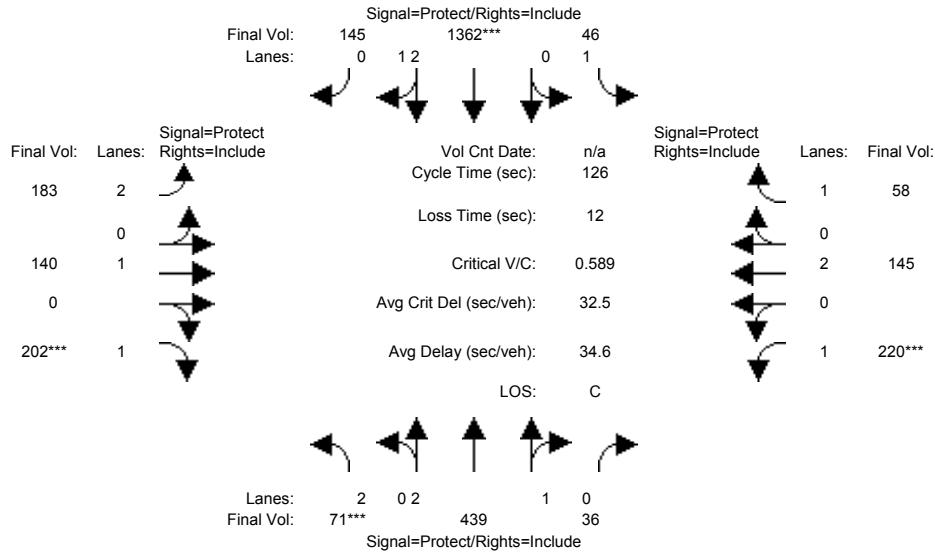 Signal=Protect/Rights=Include
Final Vol: 145 1362*** 46
Lanes: 0 1 2 0 1
Signal=Protect Signal=Protect
Final Vol: Lanes: Rights=Include Vol Cnt Date: n/a Rights=Include Lanes: Final Vol:
Cycle Time (sec): 126
183 2 1 58
Loss Time (sec): 12
0 0
140 1 Critical V/C: 0.589 2 145
0 Avg Crit Del (sec/veh): 32.5 0
202*** 1 Avg Delay (sec/veh): 34.6 1 220***
LOS: C
Lanes: 2 0 2 1 0
Final Vol: 71*** 439 36
Signal=Protect/Rights=Include